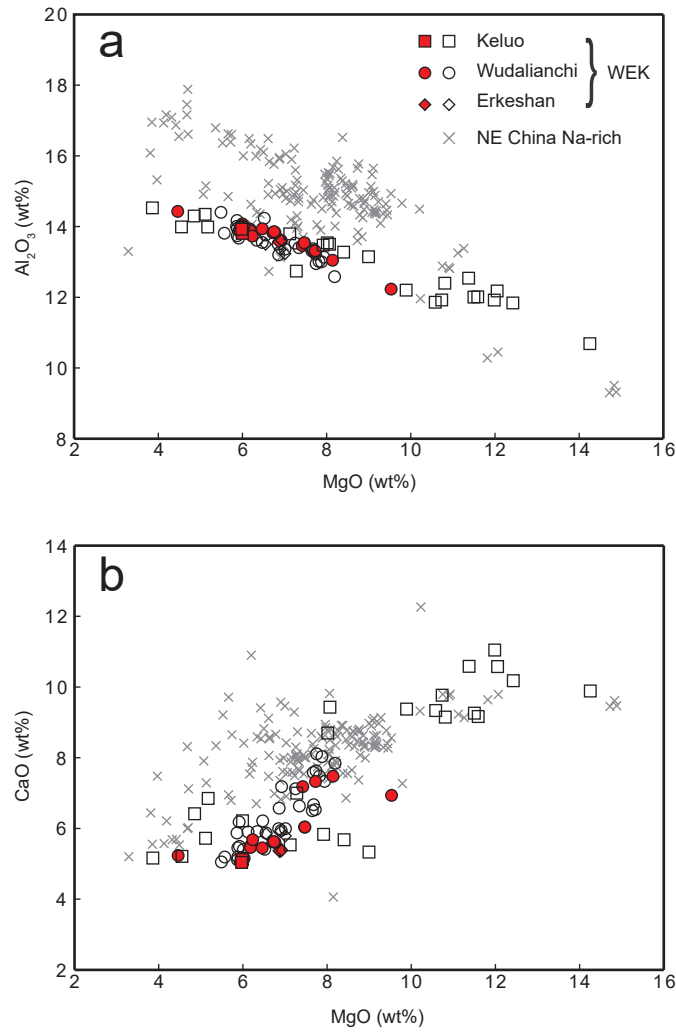 20
18
16
14
12
10
8
a
Keluo
Wudalianchi
WEK
Erkeshan
NE China Na-rich
Al₂O₃ (wt%)
2 4 6 8 10 12 14 16
MgO (wt%)
14
12
10
8
6
4
2
b
CaO (wt%)
2 4 6 8 10 12 14 16
MgO (wt%)